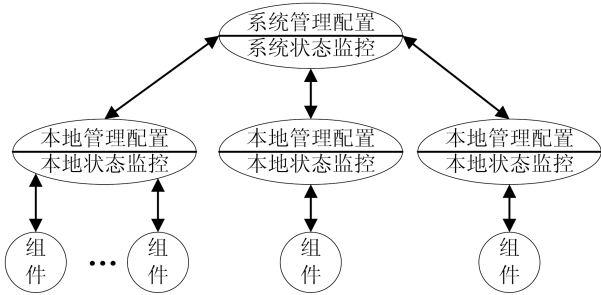 系统管理配置
系统状态监控
本地管理配置
本地状态监控
本地管理配置
本地状态监控
本地管理配置
本地状态监控
组
件
...
组
件
组
件
组
件